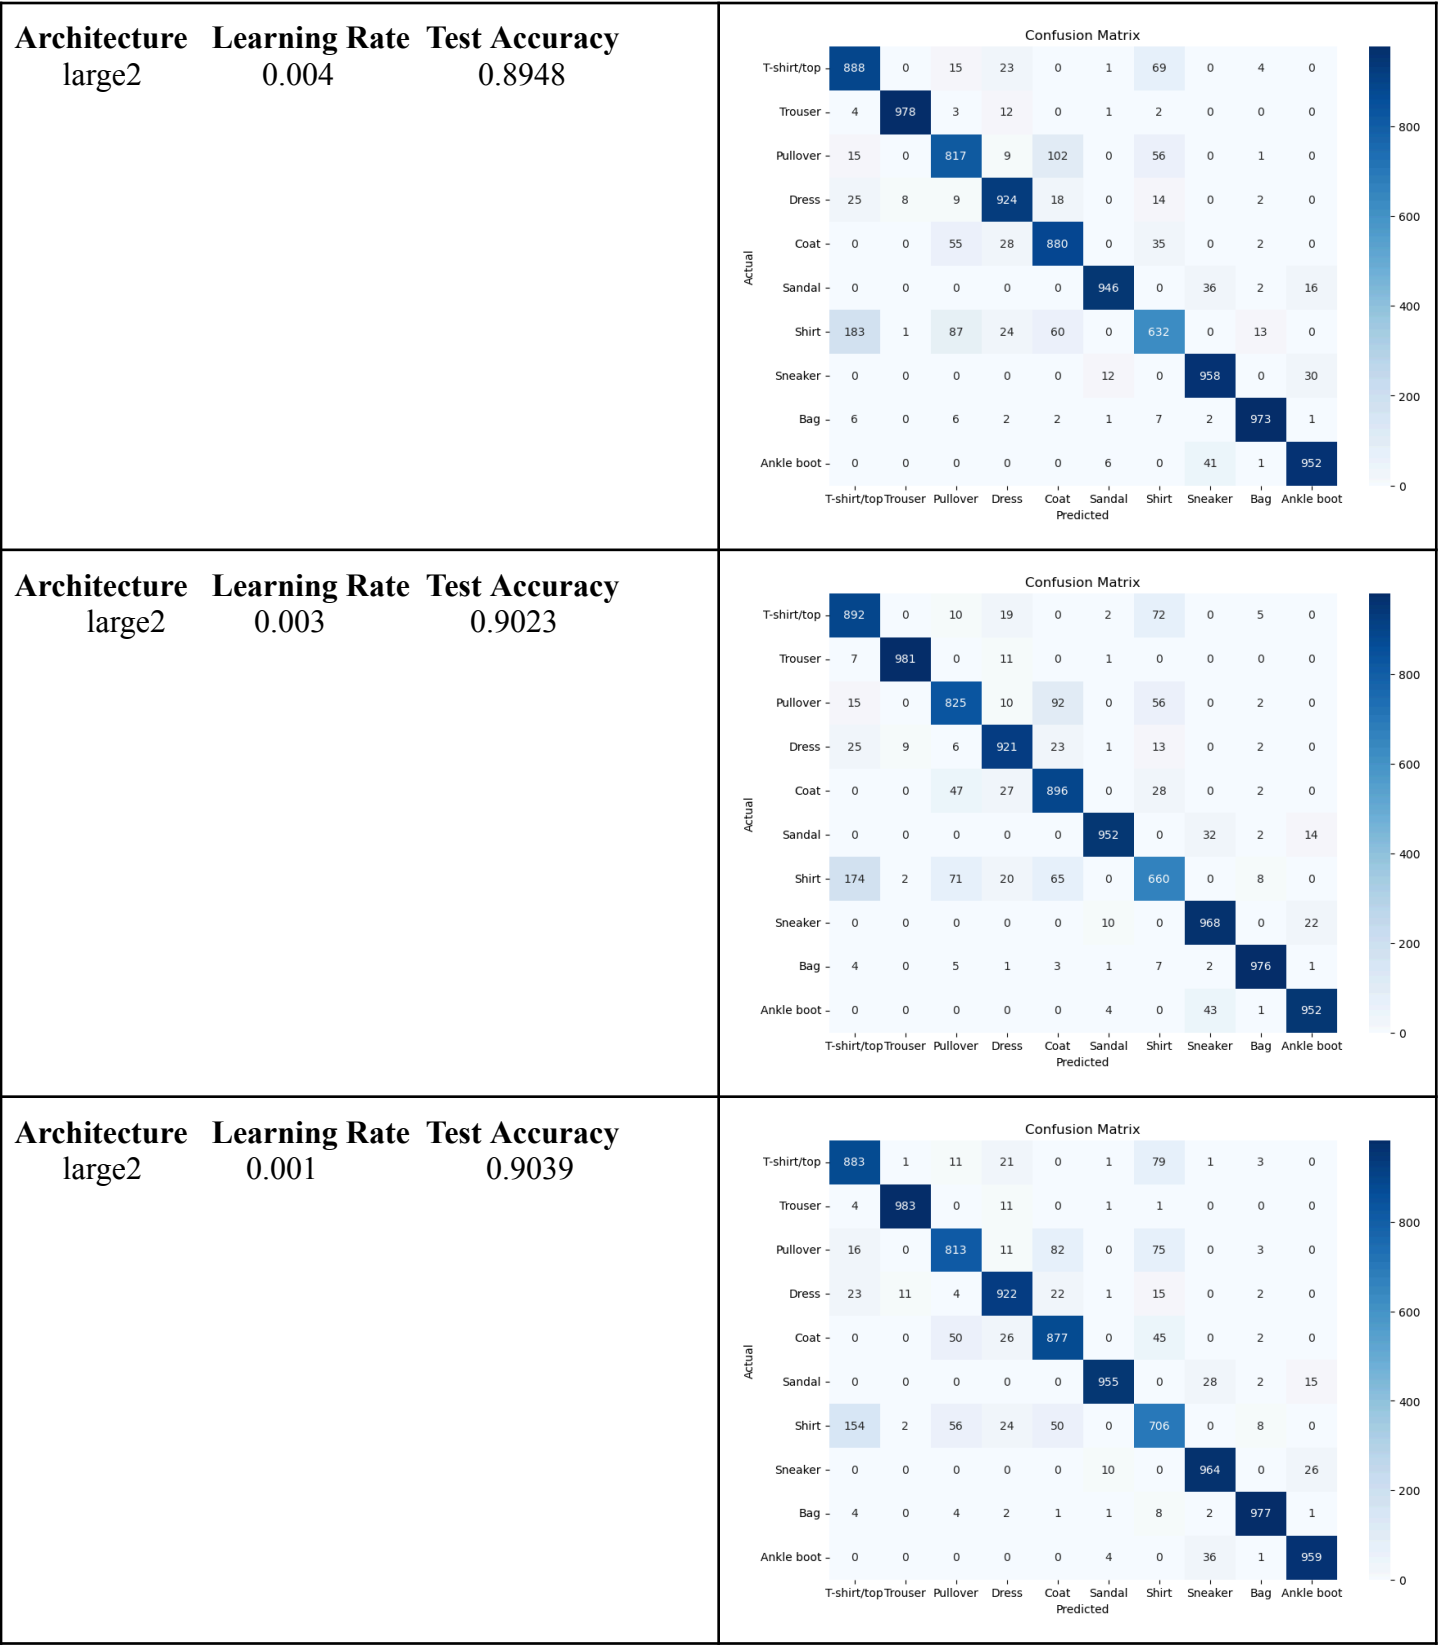 Architecture Learning Rate Test Accuracy
large2 0.004 0.8948
Confusion Matrix
T-shirt/top 888 0 15 23 0 1 69 0 4 0
Trouser 4 978 3 12 0 1 2 0 0 0
Pullover 15 0 817 9 102 0 56 0 1 0
Dress 25 8 9 924 18 0 14 0 2 0
Coat 0 0 55 28 880 0 35 0 2 0
Sandal 0 0 0 0 0 946 0 36 2 16
Shirt 183 1 87 24 60 0 632 0 13 0
Sneaker 0 0 0 0 0 12 0 958 0 30
Bag 6 0 6 2 2 1 7 2 973 1
Ankle boot 0 0 0 0 0 6 0 41 1 952
T-shirt/top Trouser Pullover Dress Coat Sandal Shirt Sneaker Bag Ankle boot
Predicted
Actual
800
600
400
200
0
Architecture Learning Rate Test Accuracy
large2 0.003 0.9023
Confusion Matrix
T-shirt/top 892 0 10 19 0 2 72 0 5 0
Trouser 7 981 0 11 0 1 0 0 0 0
Pullover 15 0 825 10 92 0 56 0 2 0
Dress 25 9 6 921 23 1 13 0 2 0
Coat 0 0 47 27 896 0 28 0 2 0
Sandal 0 0 0 0 0 952 0 32 2 14
Shirt 174 2 71 20 65 0 660 0 8 0
Sneaker 0 0 0 0 0 10 0 968 0 22
Bag 4 0 5 1 3 1 7 2 976 1
Ankle boot 0 0 0 0 0 4 0 43 1 952
T-shirt/top Trouser Pullover Dress Coat Sandal Shirt Sneaker Bag Ankle boot
Predicted
Actual
800
600
400
200
0
Architecture Learning Rate Test Accuracy
large2 0.001 0.9039
Confusion Matrix
T-shirt/top 883 1 11 21 0 1 79 1 3 0
Trouser 4 983 0 11 0 1 1 0 0 0
Pullover 16 0 813 11 82 0 75 0 3 0
Dress 23 11 4 922 22 1 15 0 2 0
Coat 0 0 50 26 877 0 45 0 2 0
Sandal 0 0 0 0 0 955 0 28 2 15
Shirt 154 2 56 24 50 0 706 0 8 0
Sneaker 0 0 0 0 0 10 0 964 0 26
Bag 4 0 4 2 1 1 8 2 977 1
Ankle boot 0 0 0 0 0 4 0 36 1 959
T-shirt/top Trouser Pullover Dress Coat Sandal Shirt Sneaker Bag Ankle boot
Predicted
Actual
800
600
400
200
0